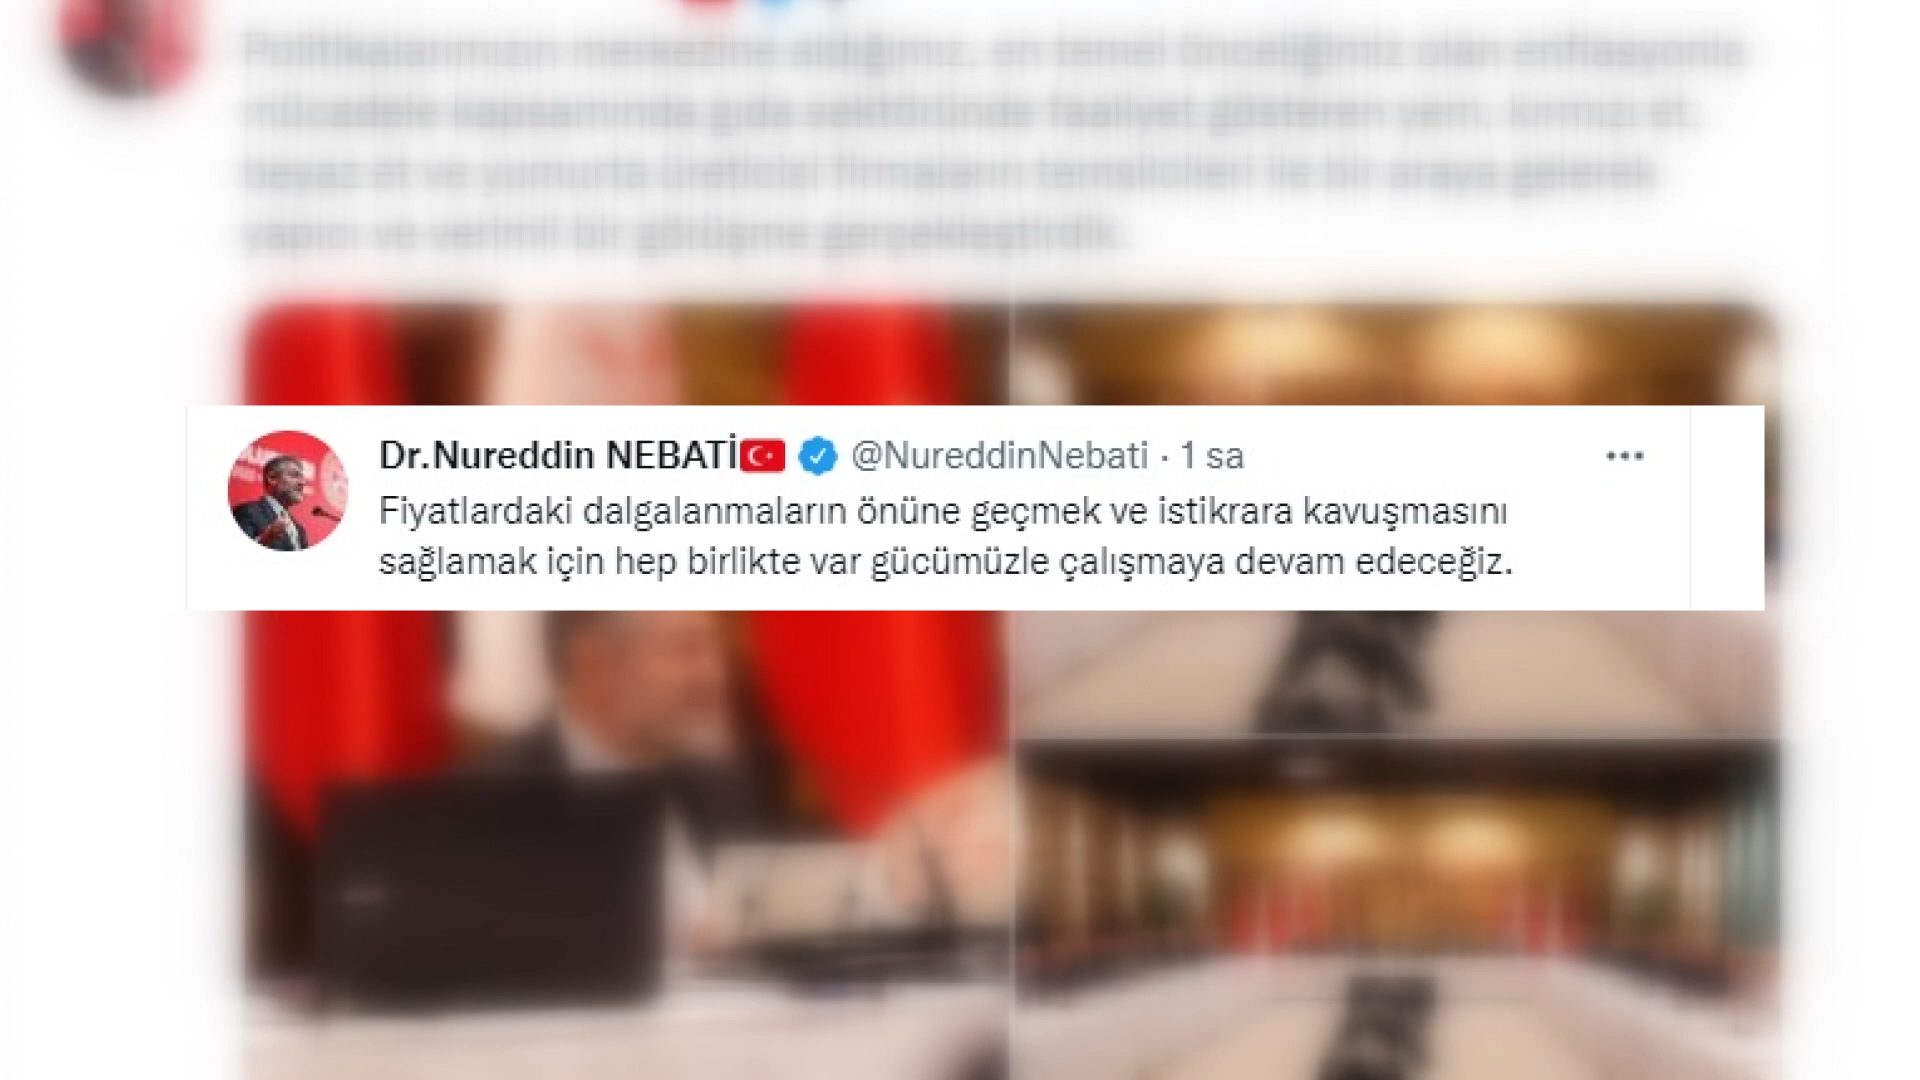 Politikalarımızın merkezine aldığımız, en temel önceliğimiz olan enflasyonla
mücadele kapsamında gıda sektöründe faaliyet gösteren yem, kırmızı et,
beyaz et ve yumurta üreticisi firmaların temsilcileri ile bir araya gelerek
yapıcı ve verimli bir görüşme gerçekleştirdik.
Dr.Nureddin NEBATİ @NureddinNebati · 1 sa
Fiyatlardaki dalgalanmaların önüne geçmek ve istikrara kavuşmasını
sağlamak için hep birlikte var gücümüzle çalışmaya devam edeceğiz.